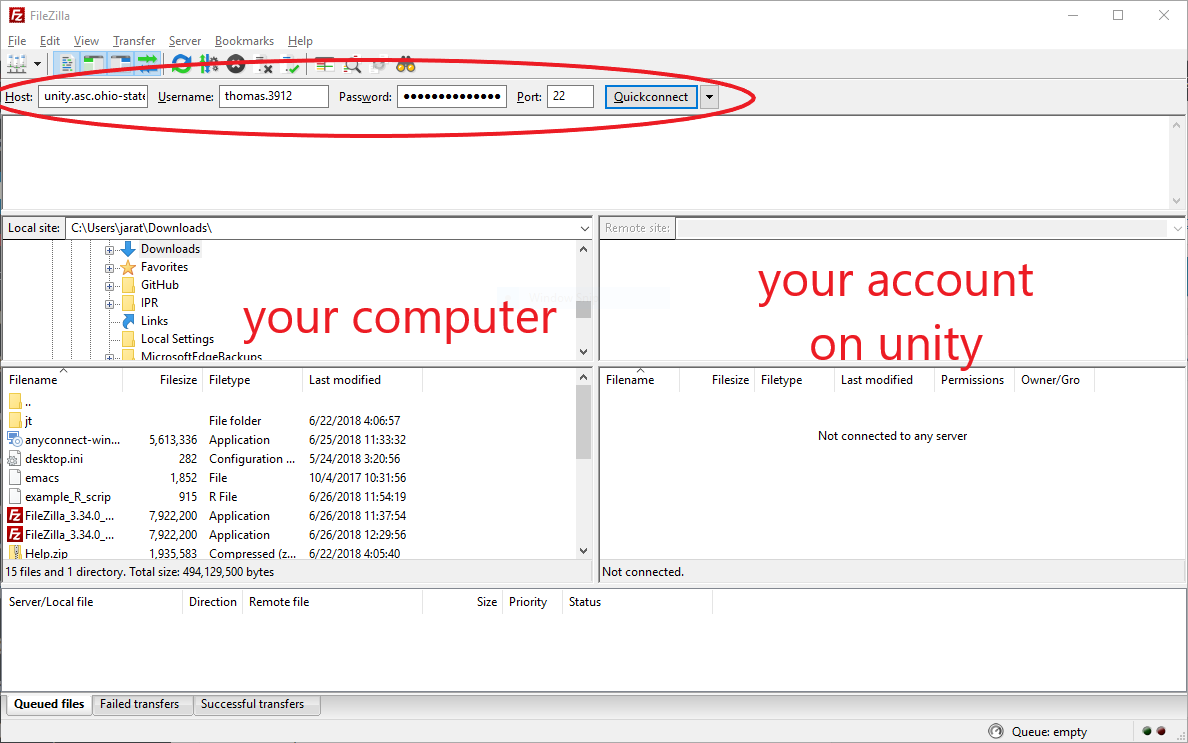 FileZilla
File Edit View Transfer Server Bookmarks Help
Host: unity.asc.ohio-state Username: thomas.3912 Password: ●●●●●●●●●●●●●● Port: 22 Quickconnect
Local site: C:\Users\jarat\Downloads\
Remote site:
Downloads
Favorites
GitHub
IPR
Links
Local Settings
MicrosoftEdgeBackups
your computer
your account
on unity
Filename Filesize Filetype Last modified
..
jt File folder 6/22/2018 4:06:57
anyconnect-win... 5,613,336 Application 6/25/2018 11:33:32
desktop.ini 282 Configuration ... 5/24/2018 3:20:56
emacs 1,852 File 10/4/2017 10:31:56
example_R_scrip 915 R File 6/26/2018 11:54:19
FileZilla_3.34.0_... 7,922,200 Application 6/26/2018 11:37:54
FileZilla_3.34.0_... 7,922,200 Application 6/26/2018 12:29:56
Help.zip 1,935,583 Compressed (z... 6/22/2018 4:05:40
15 files and 1 directory. Total size: 494,129,500 bytes
Filename Filesize Filetype Last modified Permissions Owner/Gro
Not connected to any server
Not connected.
Server/Local file Direction Remote file Size Priority Status
Queued files Failed transfers Successful transfers
Queue: empty